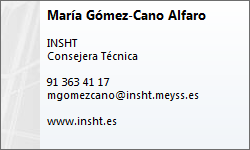 María Gómez-Cano Alfaro
INSHT
Consejera Técnica
91 363 41 17
mgomezcano@insht.meyss.es
www.insht.es